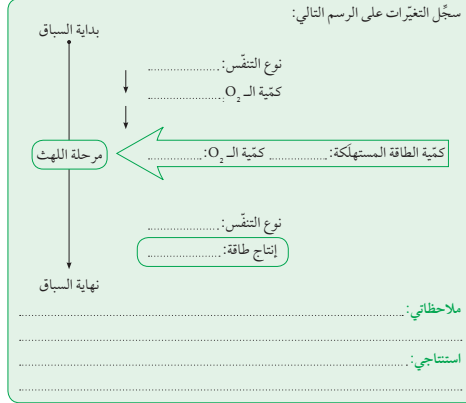 سجِّل التغيّرات على الرسم التالي:
بداية السباق
نوع التنفّس: ....................
كمّية الـ O₂ ....................
كمّية الطاقة المستهلَكة: .................... كمّية الـ O₂: ....................
مرحلة اللهث
نوع التنفّس: ....................
إنتاج طاقة: ....................
نهاية السباق
ملاحظاتي: ....................
استنتاجي: ....................